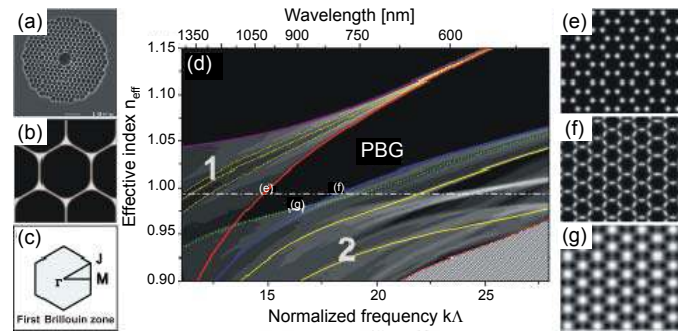 (a)
(b)
(c)
J
M
Γ
First Brillouin zone
Wavelength [nm]
1350
1050
900
750
600
(d)
1.15
1.10
1.05
1.00
0.95
0.90
Effective index neff
1
2
PBG
(e)
(f)
(g)
15
20
25
Normalized frequency kΛ
(e)
(f)
(g)